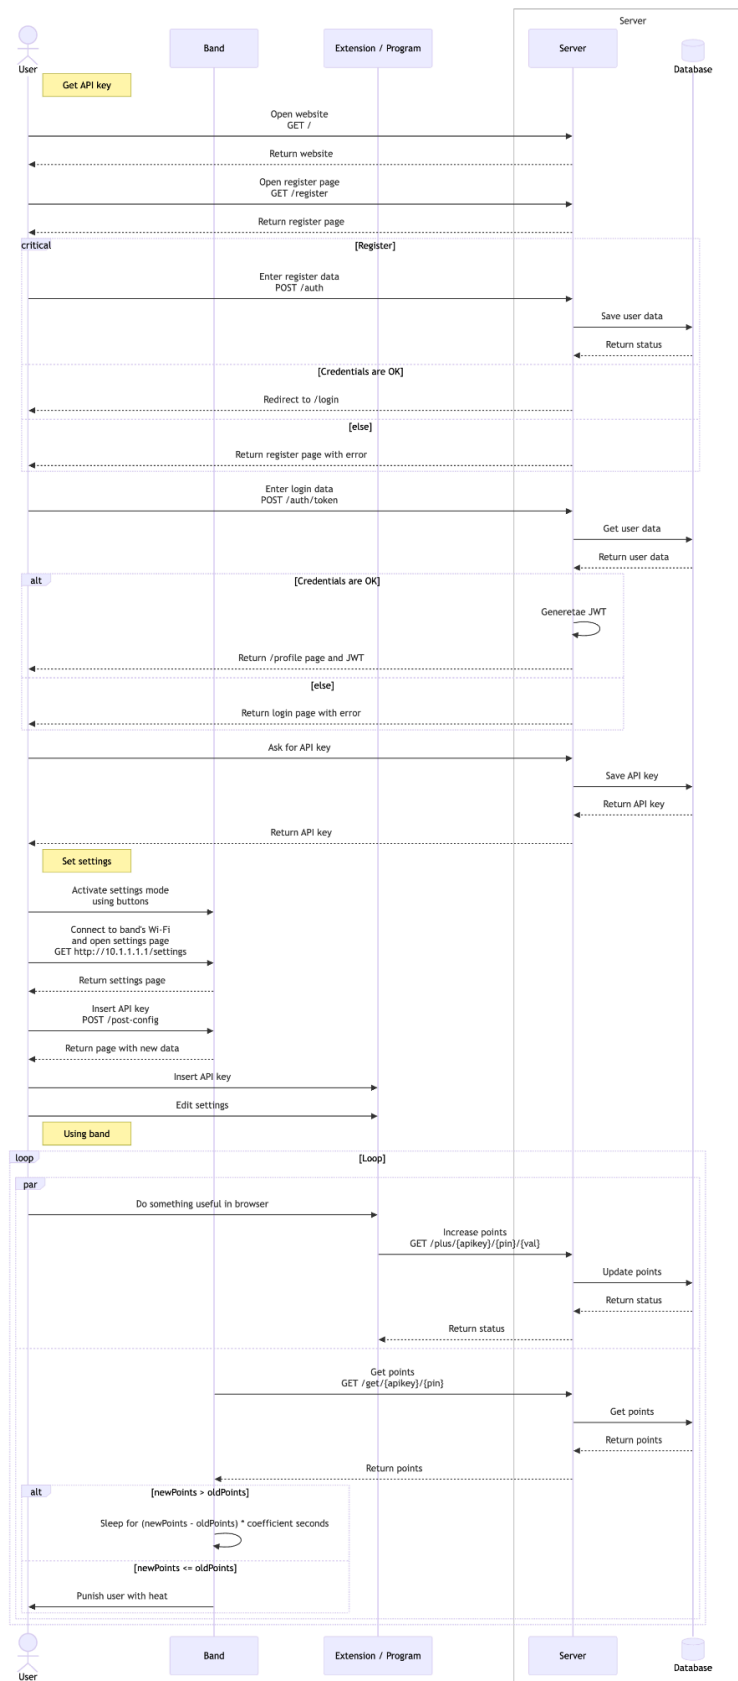 Server
User
Band
Extension / Program
Server
Database
Get API key
Open website
GET /
Return website
Open register page
GET /register
Return register page
critical
[Register]
Enter register data
POST /auth
Save user data
Return status
[Credentials are OK]
Redirect to /login
[else]
Return register page with error
Enter login data
POST /auth/token
Get user data
Return user data
alt
[Credentials are OK]
Generetae JWT
Return /profile page and JWT
[else]
Return login page with error
Ask for API key
Save API key
Return API key
Return API key
Set settings
Activate settings mode
using buttons
Connect to band's Wi-Fi
and open settings page
GET http://10.1.1.1.1/settings
Return settings page
Insert API key
POST /post-config
Return page with new data
Insert API key
Edit settings
Using band
loop
[Loop]
par
Do something useful in browser
Increase points
GET /plus/{apikey}/{pin}/{val}
Update points
Return status
Return status
Get points
GET /get/{apikey}/{pin}
Get points
Return points
Return points
alt
[newPoints > oldPoints]
Sleep for (newPoints - oldPoints) * coefficient seconds
[newPoints <= oldPoints]
Punish user with heat
User
Band
Extension / Program
Server
Database